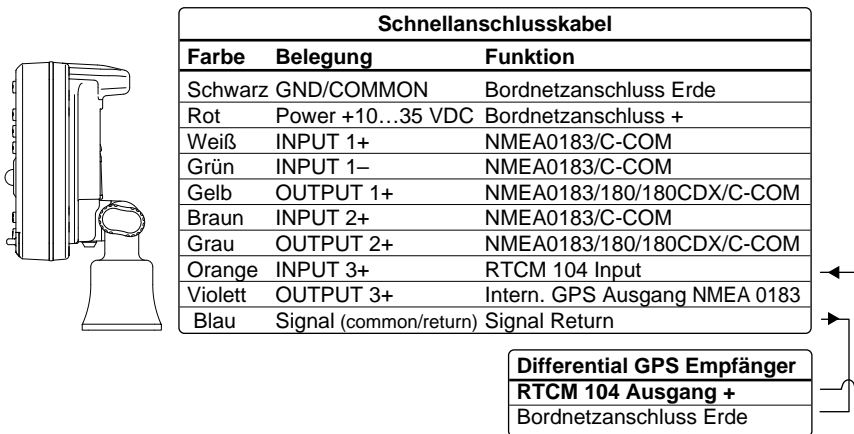 Schnellanschlusskabel
Farbe Belegung Funktion
Schwarz GND/COMMON Bordnetzanschluss Erde
Rot Power +10…35 VDC Bordnetzanschluss +
Weiß INPUT 1+ NMEA0183/C-COM
Grün INPUT 1– NMEA0183/C-COM
Gelb OUTPUT 1+ NMEA0183/180/180CDX/C-COM
Braun INPUT 2+ NMEA0183/C-COM
Grau OUTPUT 2+ NMEA0183/180/180CDX/C-COM
Orange INPUT 3+ RTCM 104 Input
Violett OUTPUT 3+ Intern. GPS Ausgang NMEA 0183
Blau Signal (common/return) Signal Return
Differential GPS Empfänger
RTCM 104 Ausgang +
Bordnetzanschluss Erde